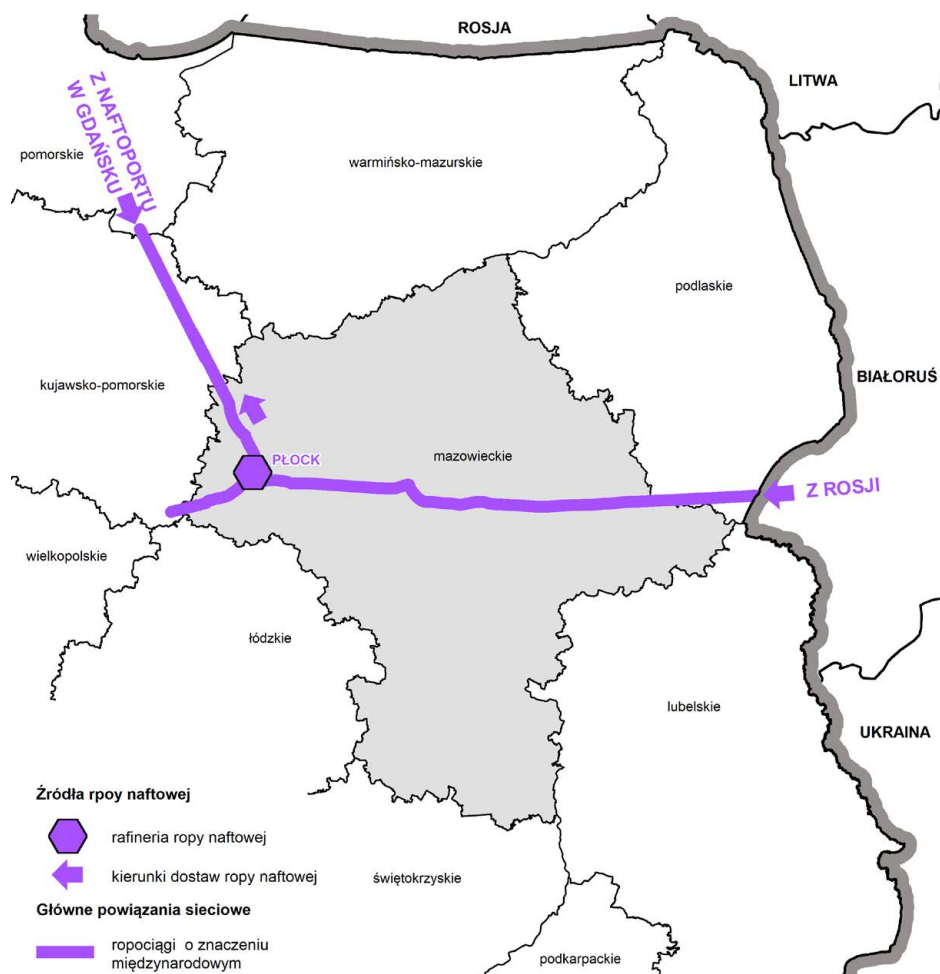 ROSJA
LITWA
Z NAFTOPORTU
W GDAŃSKU
pomorskie
warmińsko-mazurskie
podlaskie
BIAŁORUŚ
kujawsko-pomorskie
PŁOCK
mazowieckie
Z ROSJI
wielkopolskie
łódzkie
lubelskie
UKRAINA
Źródła rpoy naftowej
rafineria ropy naftowej
kierunki dostaw ropy naftowej
świętokrzyskie
Główne powiązania sieciowe
ropociągi o znaczeniu
międzynarodowym
podkarpackie